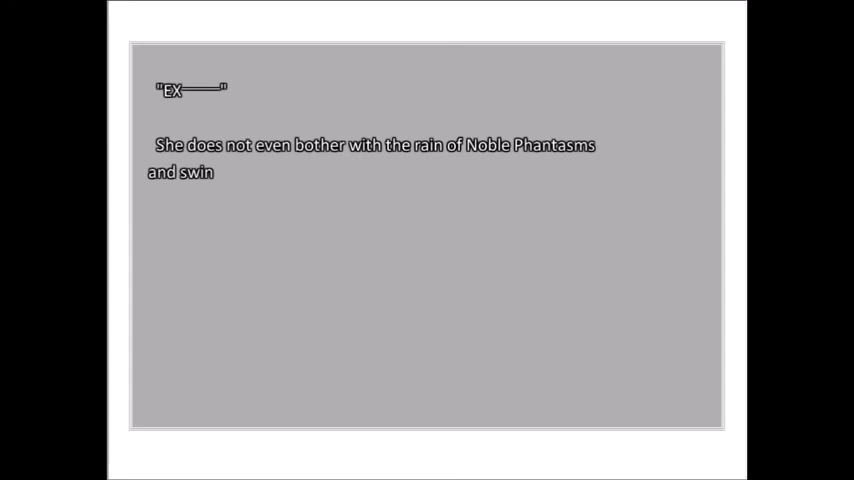 "EX────"
She does not even bother with the rain of Noble Phantasms
and swin